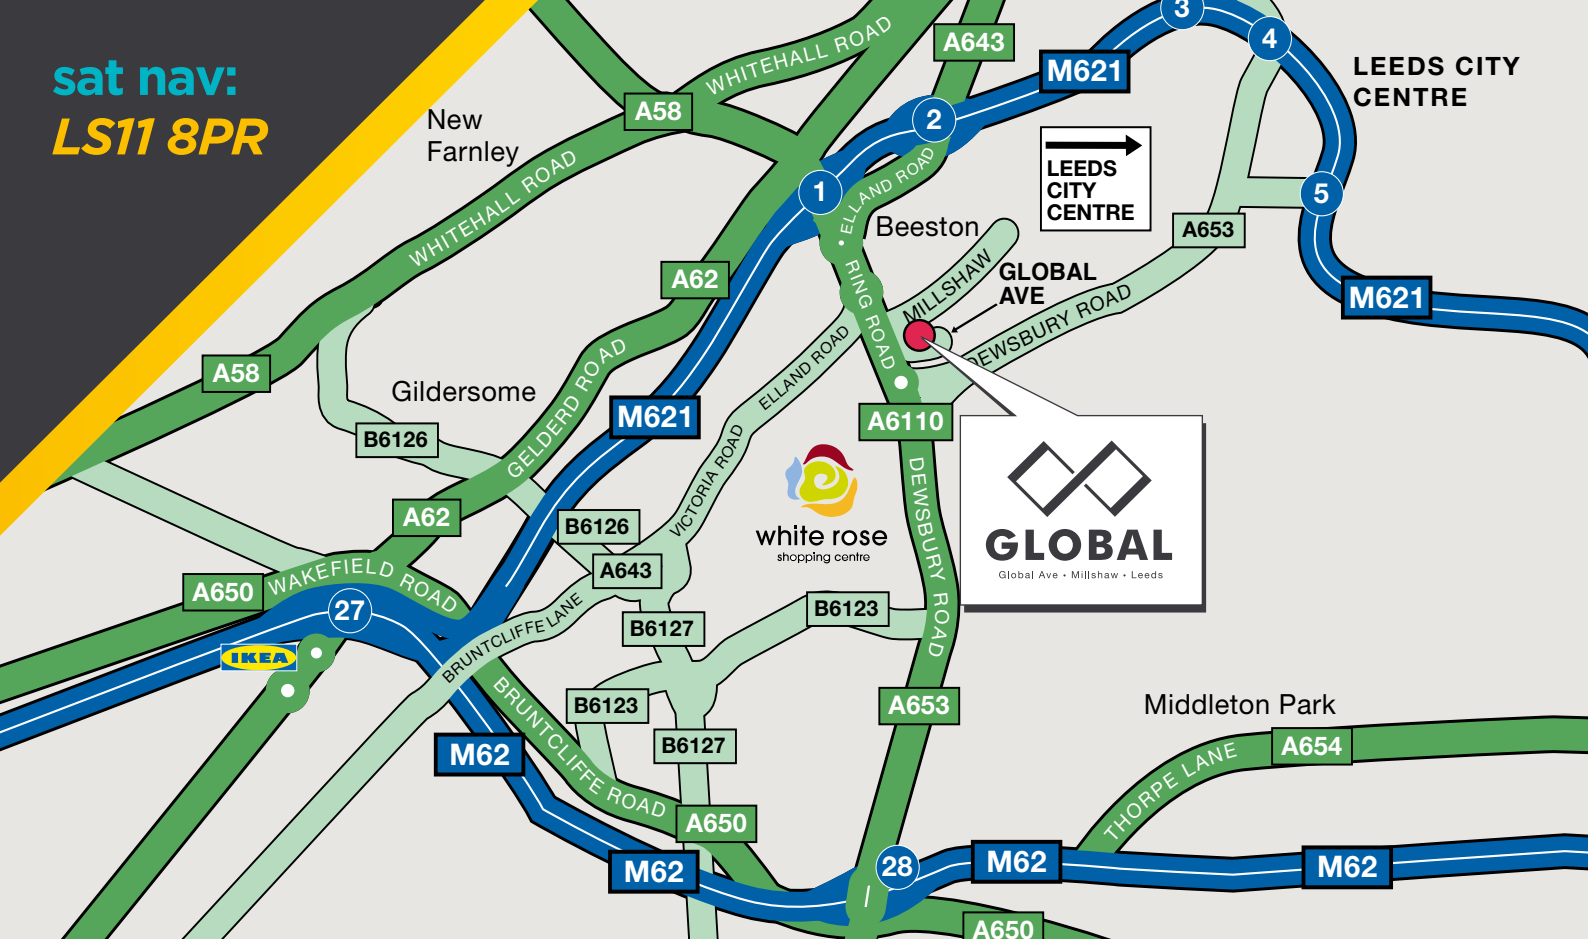 sat nav:
LS11 8PR
3
4
A643
WHITEHALL ROAD
M621
LEEDS CITY
CENTRE
A58
2
New
Farnley
LEEDS
CITY
CENTRE
WHITEHALL ROAD
1
ELLAND ROAD
5
Beeston
A653
A62
RING ROAD
MILLSHAW
GLOBAL
AVE
M621
DEWSBURY ROAD
A58
GELDERD ROAD
ELLAND ROAD
Gildersome
M621
A6110
B6126
VICTORIA ROAD
A62
B6126
white rose
shopping centre
DEWSBURY ROAD
GLOBAL
Global Ave • Millshaw • Leeds
A643
A650
WAKEFIELD ROAD
27
BRUNTCLIFFE LANE
B6127
B6123
IKEA
BRUNTCLIFFE ROAD
B6123
A653
Middleton Park
M62
B6127
A654
THORPE LANE
A650
M62
28
M62
M62
A650